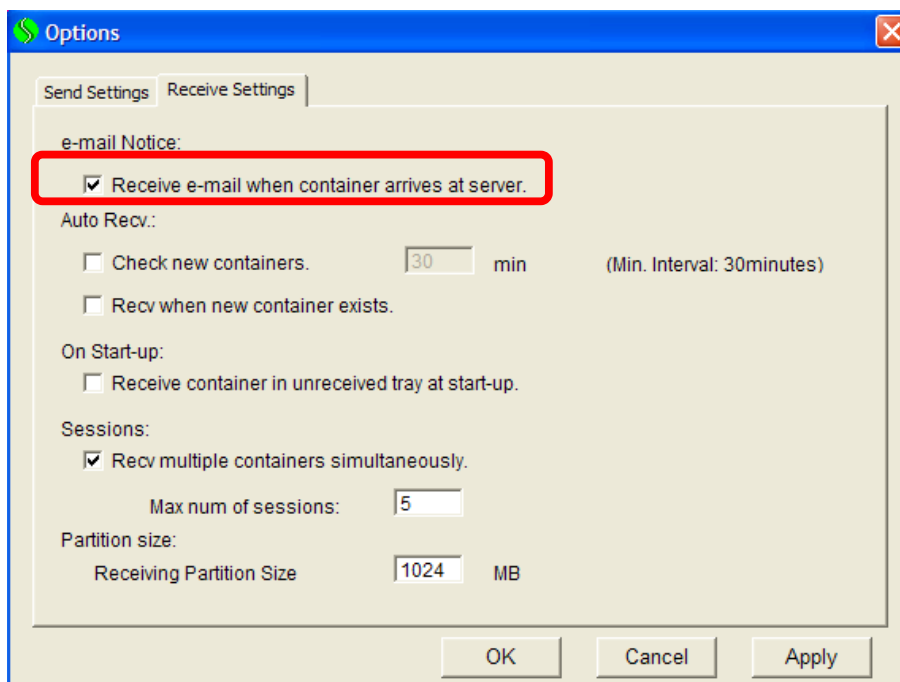 Options
Send Settings Receive Settings
e-mail Notice:
Receive e-mail when container arrives at server.
Auto Recv.:
Check new containers. 30 min (Min. Interval: 30minutes)
Recv when new container exists.
On Start-up:
Receive container in unreceived tray at start-up.
Sessions:
Recv multiple containers simultaneously.
Max num of sessions: 5
Partition size:
Receiving Partition Size 1024 MB
OK Cancel Apply